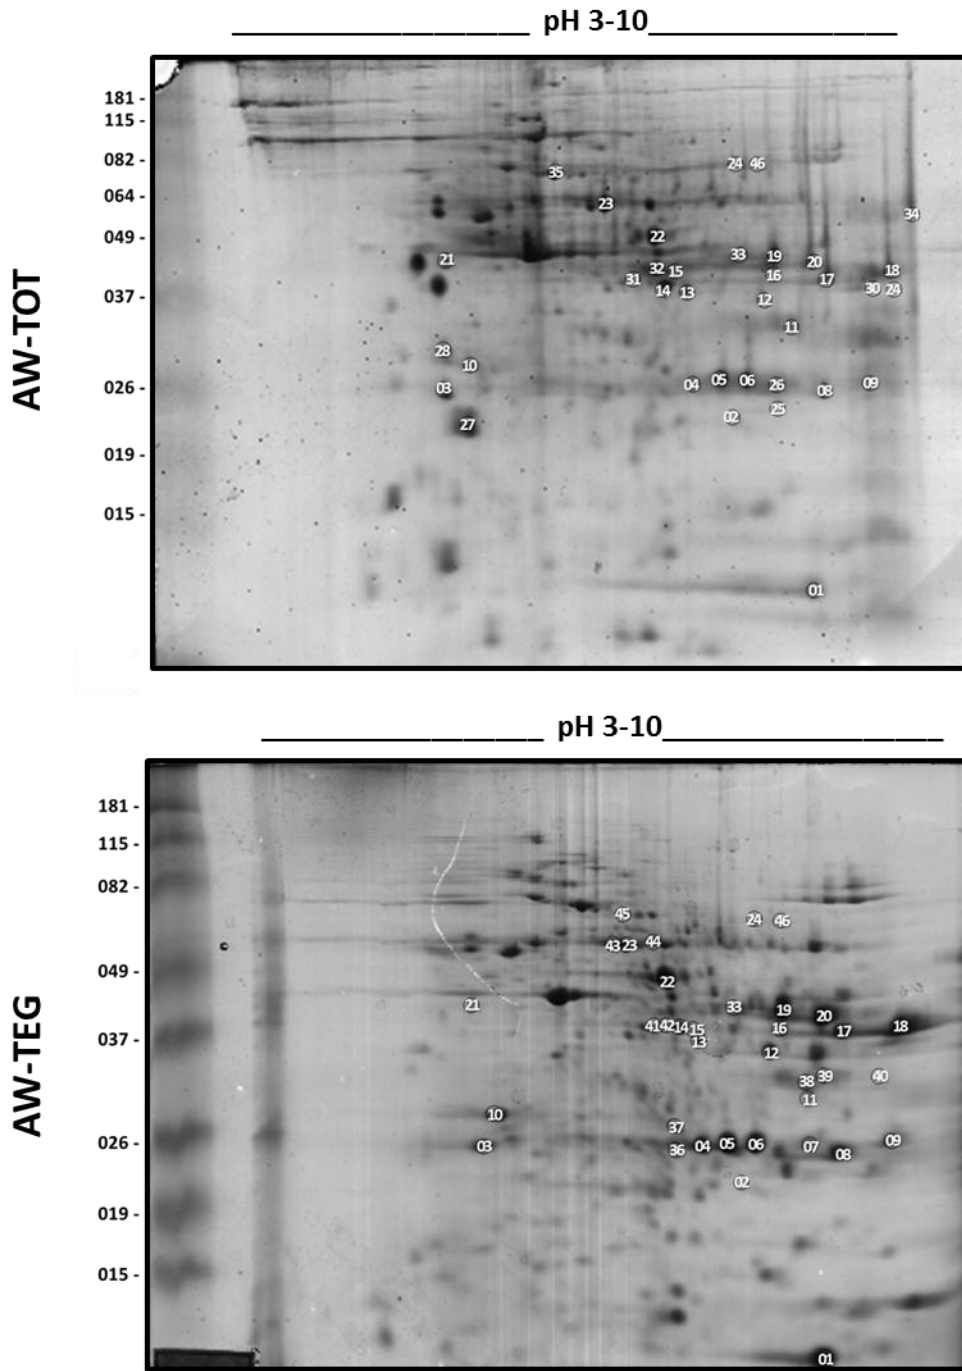 pH 3-10
AW-TOT
181 -
115 -
082 -
064 -
049 -
037 -
026 -
019 -
015 -
24 46
35
23
34
22
33 19 20
21
32 15 16 17 18
31
14 13 30 24
12
11
28
10
03 04 05 06 26 08 09
02 25
27
01
pH 3-10
AW-TEG
181 -
115 -
082 -
049 -
037 -
026 -
019 -
015 -
45 24 46
43 23 44
22
21 33 19 20
41 42 14 15 16 17 18
13
12
38 39 40
11
10
37
03 36 04 05 06 07 08 09
02
01